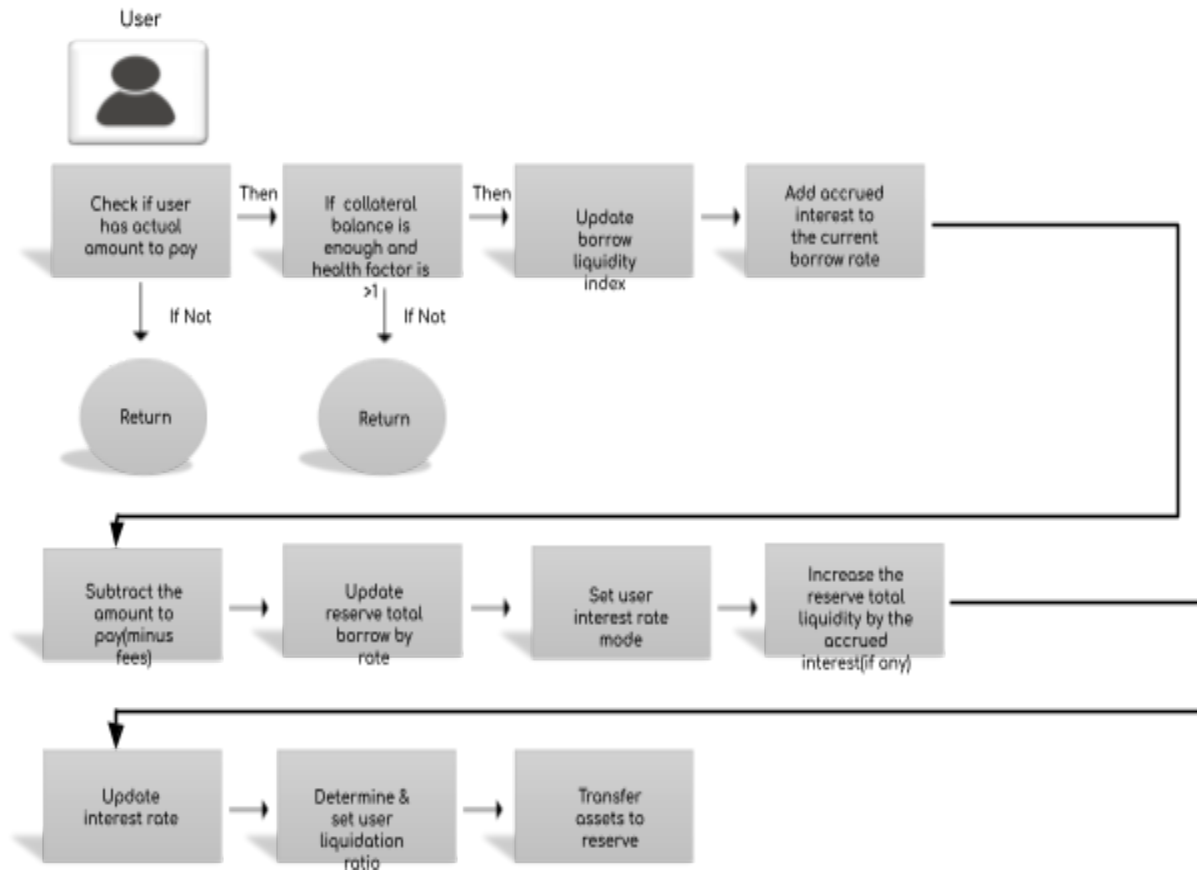 User
Check if user
has actual
amount to pay
Then
If collateral
balance is
enough and
health factor is
>1
Then
Update
borrow
liquidity
index
Add accrued
interest to
the current
borrow rate
If Not
If Not
Return
Return
Subtract the
amount to
pay(minus
fees)
Update
reserve total
borrow by
rate
Set user
interest rate
mode
Increase the
reserve total
liquidity by the
accrued
interest(if any)
Update
interest rate
Determine &
set user
liquidation
ratio
Transfer
assets to
reserve